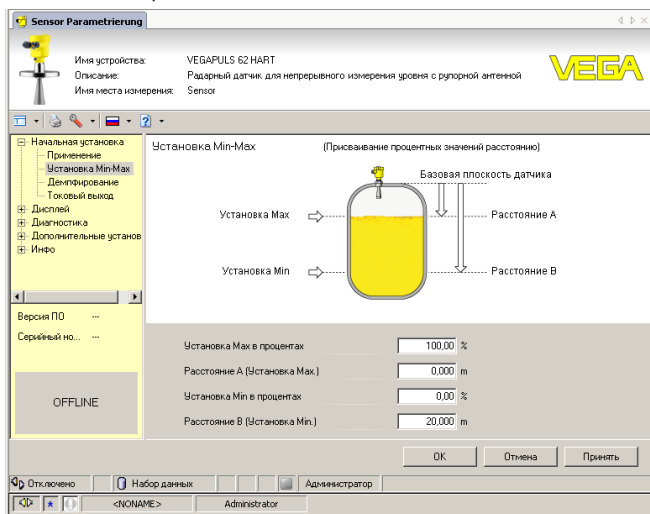 Sensor Parametrierung
Имя устройства: VEGAPULS 62 HART
Описание: Радарный датчик для непрерывного измерения уровня с рупорной антенной
Имя места измерения: Sensor
VEGA
Начальная установка
Применение
Установка Min-Max
Демпфирование
Токовый выход
Дисплей
Диагностика
Дополнительные установ
Инфо
Версия ПО ---
Серийный но... ---
OFFLINE
Установка Min-Max (Присваивание процентных значений расстоянию)
Базовая плоскость датчика
Установка Max
Расстояние A
Установка Min
Расстояние B
Установка Max в процентах 100,00 %
Расстояние A (Установка Max.) 0,000 m
Установка Min в процентах 0,00 %
Расстояние B (Установка Min.) 20,000 m
OK Отмена Принять
Отключено Набор данных Администратор
<NONAME> Administrator